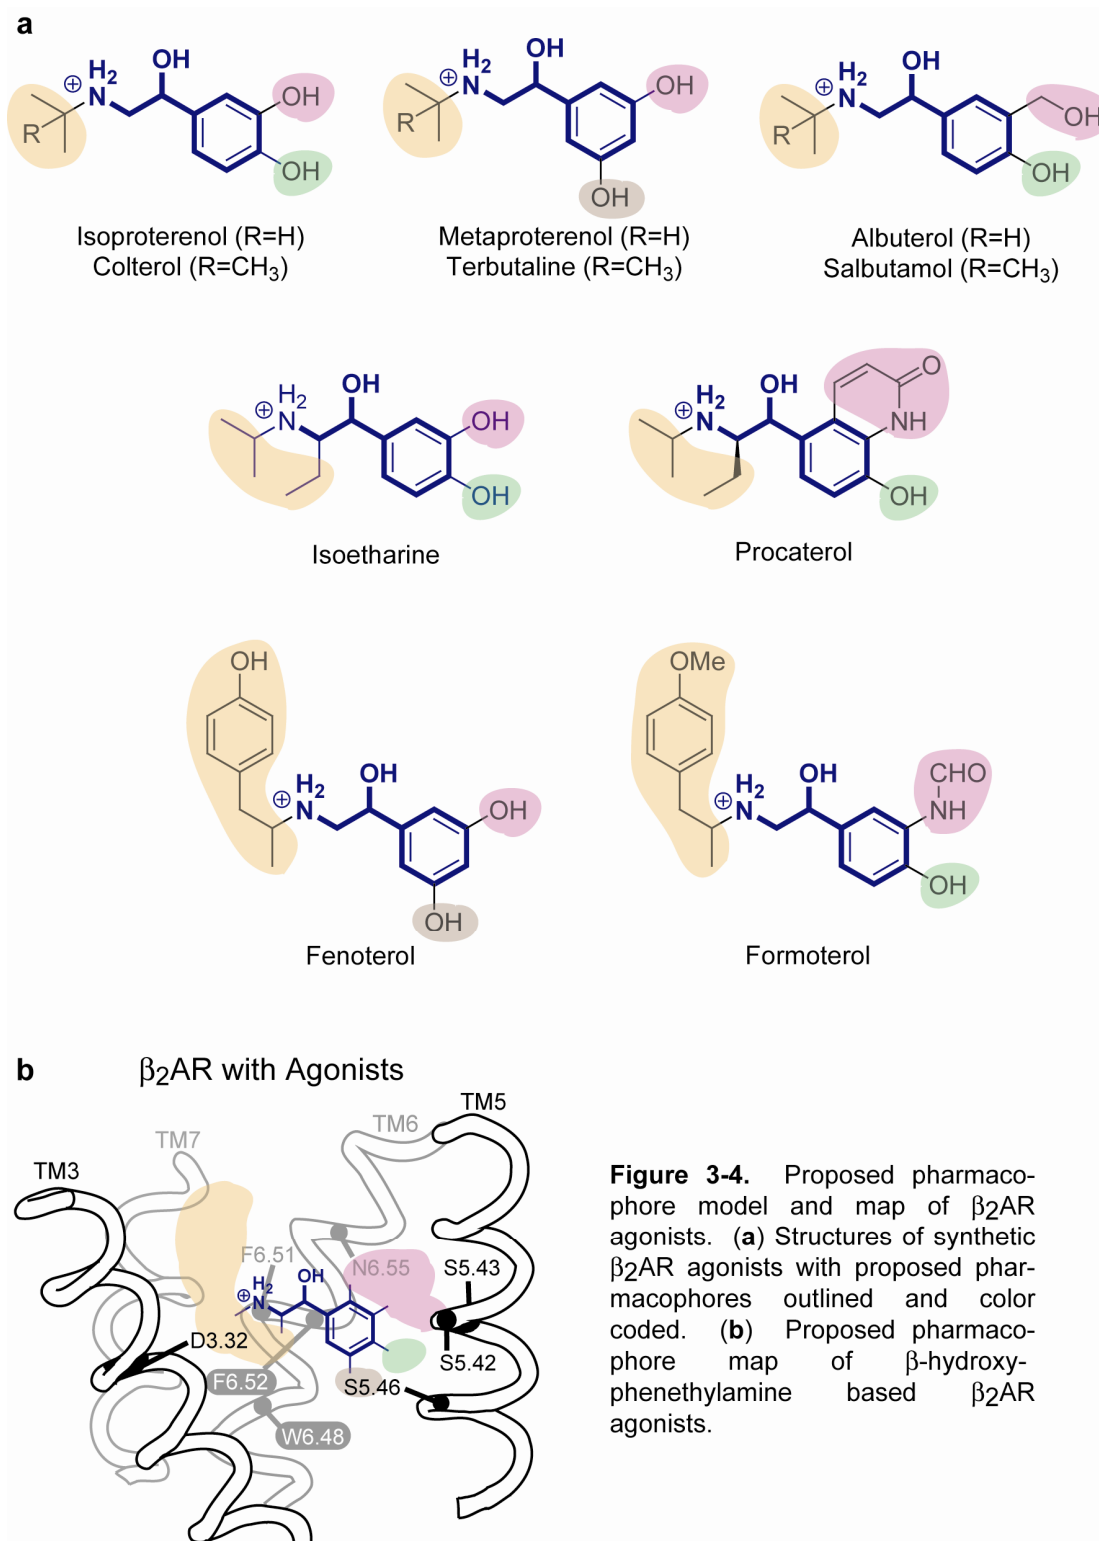 a
H2
N
OH
R
OH
OH
Isoproterenol (R=H)
Colterol (R=CH3)
H2
N
OH
R
OH
OH
Metaproterenol (R=H)
Terbutaline (R=CH3)
H2
N
OH
R
OH
OH
Albuterol (R=H)
Salbutamol (R=CH3)
H2
N
OH
OH
OH
Isoetharine
H2
N
OH
O
NH
OH
Procaterol
OH
H2
N
OH
OH
OH
Fenoterol
OMe
H2
N
OH
CHO
NH
OH
Formoterol
b
β2AR with Agonists
TM5
TM6
TM7
TM3
F6.51
N6.55
S5.43
H2
N
OH
D3.32
S5.42
F6.52
S5.46
W6.48
Figure 3-4. Proposed pharmaco-
phore model and map of β2AR
agonists. (a) Structures of synthetic
β2AR agonists with proposed phar-
macophores outlined and color
coded. (b) Proposed pharmaco-
phore map of β-hydroxy-
phenethylamine based β2AR
agonists.